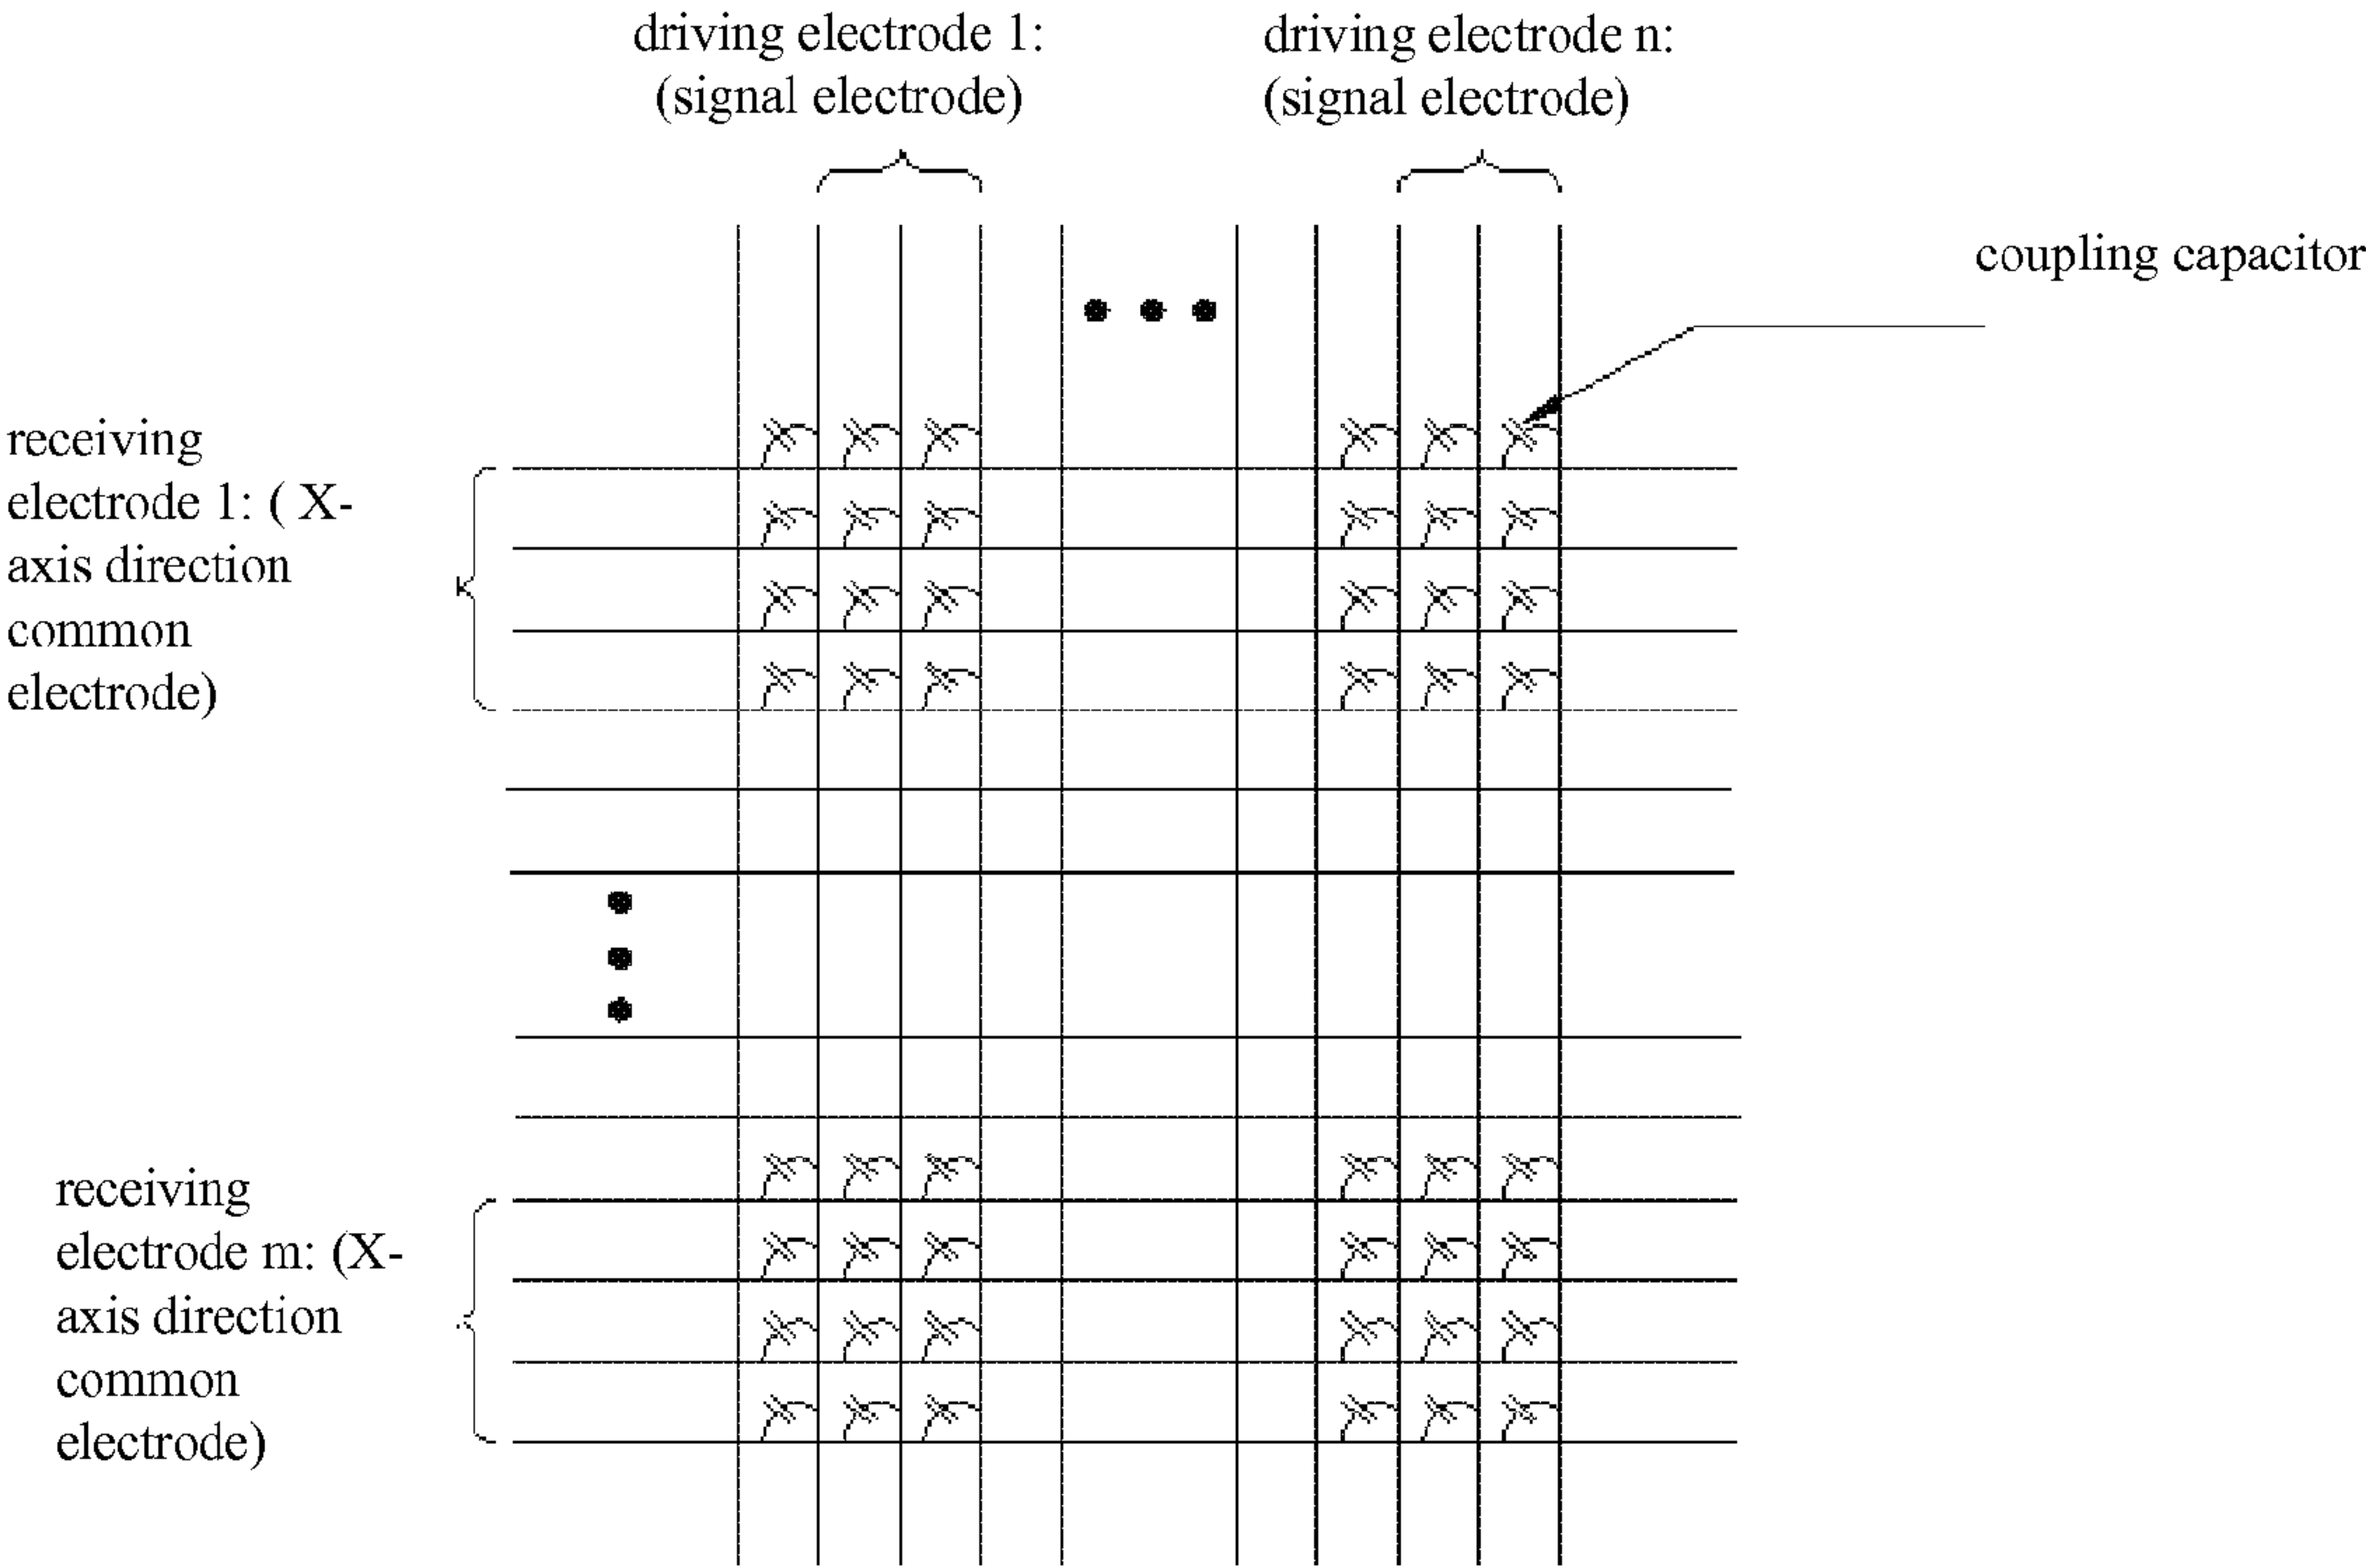 driving electrode 1:
(signal electrode)
driving electrode n:
(signal electrode)
coupling capacitor
receiving
electrode 1: ( X-
axis direction
common
electrode)
receiving
electrode m: (X-
axis direction
common
electrode)